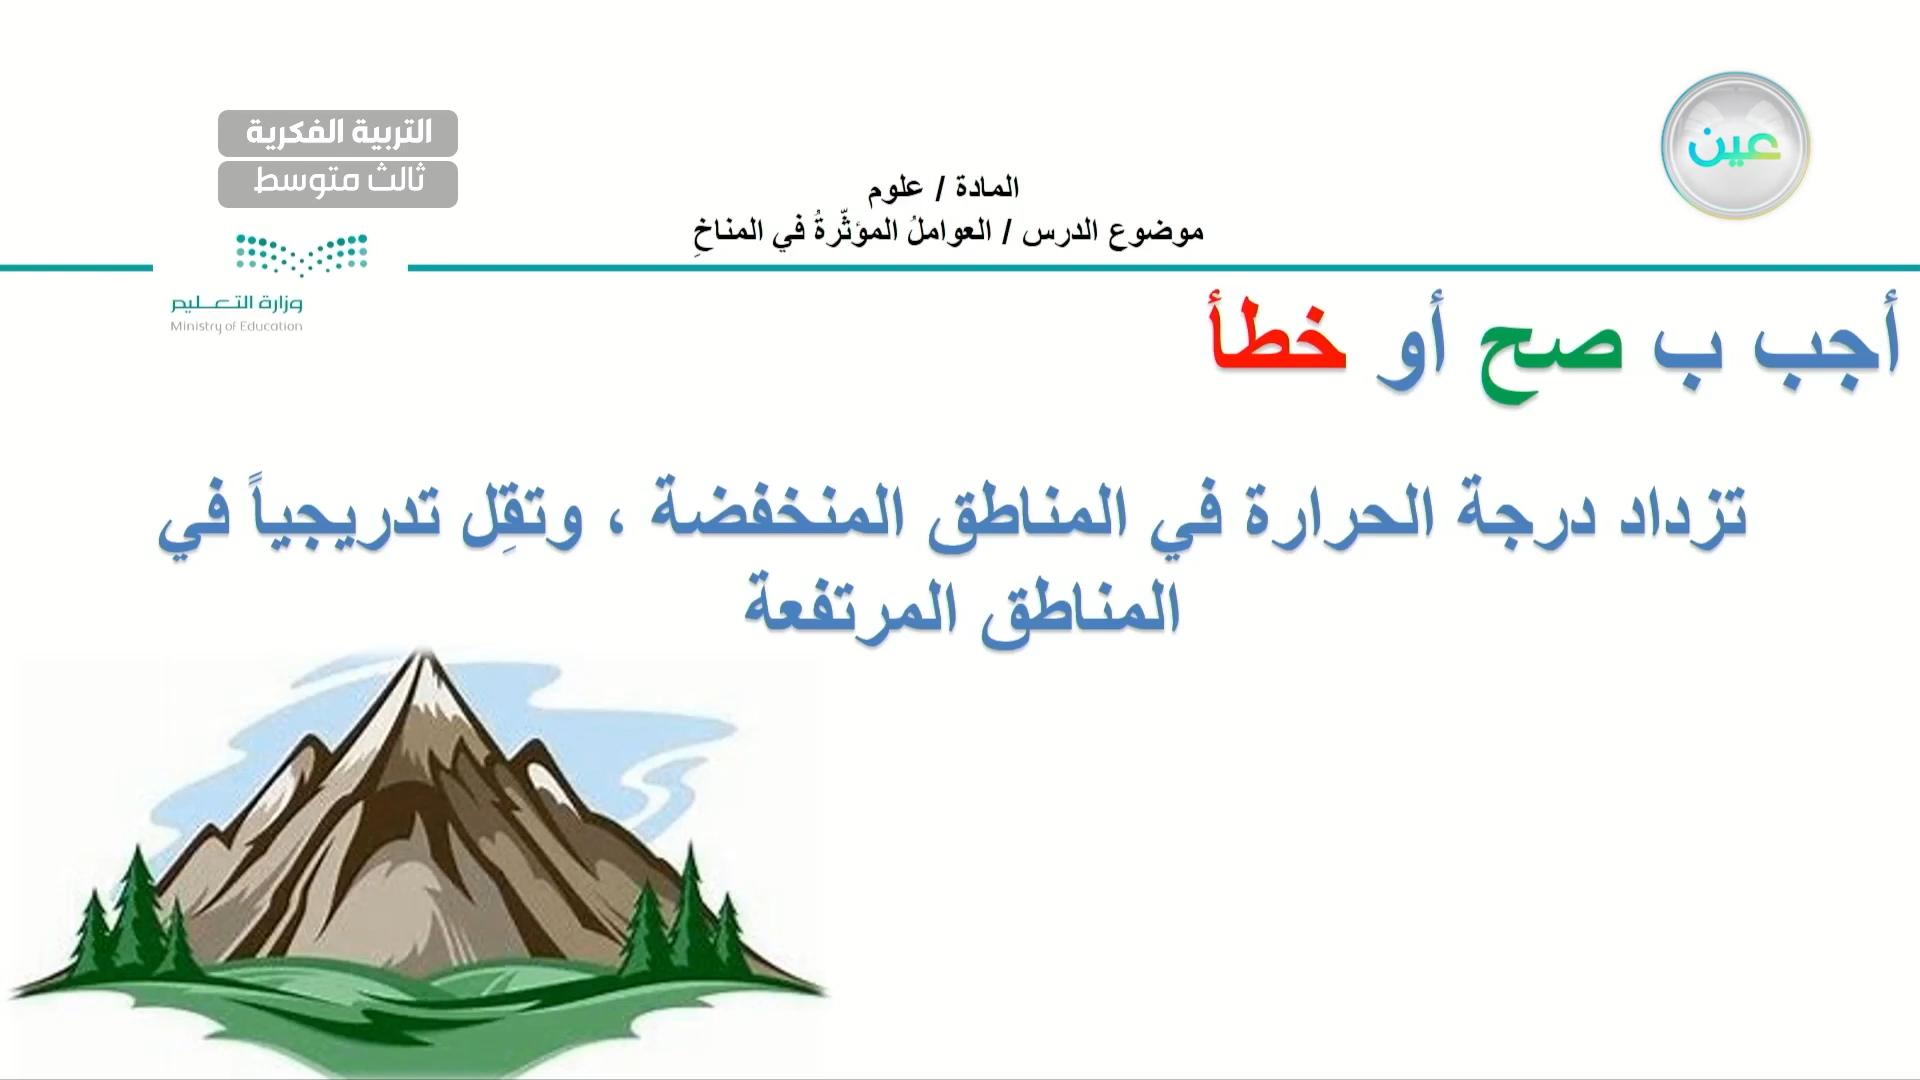 التربية الفكرية
ثالث متوسط
عين
المادة / علوم
موضوع الدرس / العواملُ المؤثّرةُ في المناخِ
وزارة التعليم
Ministry of Education
أجب ب صح أو خطأ
تزداد درجة الحرارة في المناطق المنخفضة ، وتقِل تدريجياً في
المناطق المرتفعة